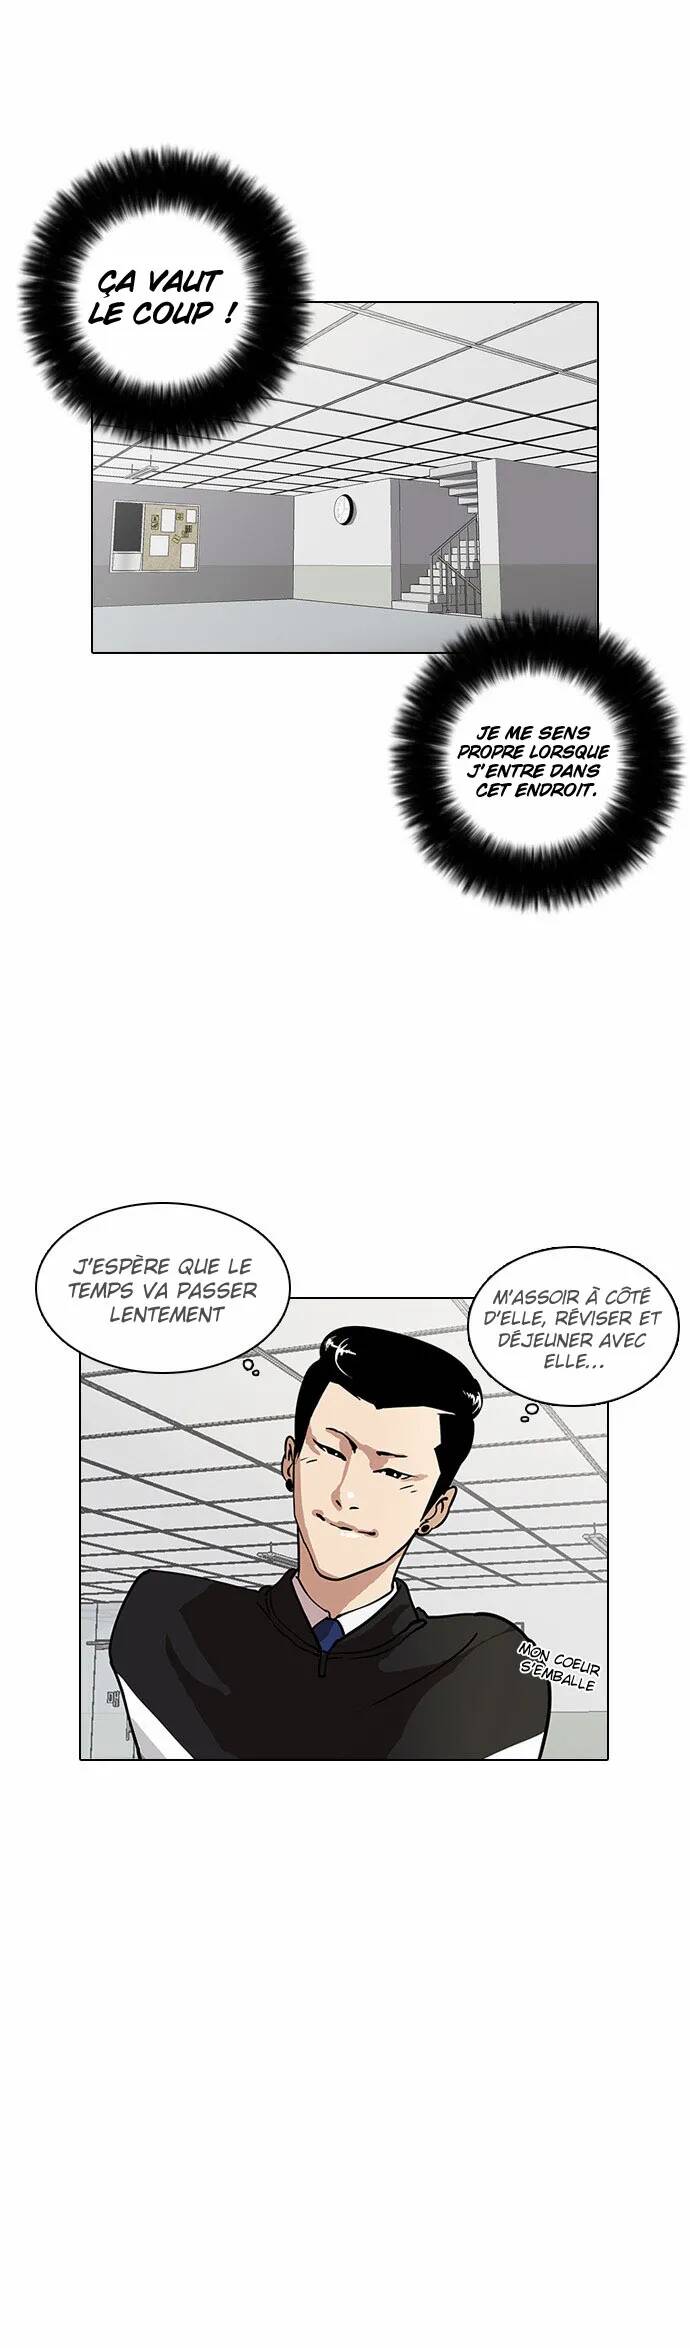 ÇA VAUT
LE COUP !
JE ME SENS
PROPRE LORSQUE
J'ENTRE DANS
CET ENDROIT.
J'ESPÈRE QUE LE
TEMPS VA PASSER
LENTEMENT
M'ASSOIR À CÔTÉ
D'ELLE, RÉVISER ET
DÉJEUNER AVEC
ELLE...
MON COEUR
S'EMBALLE